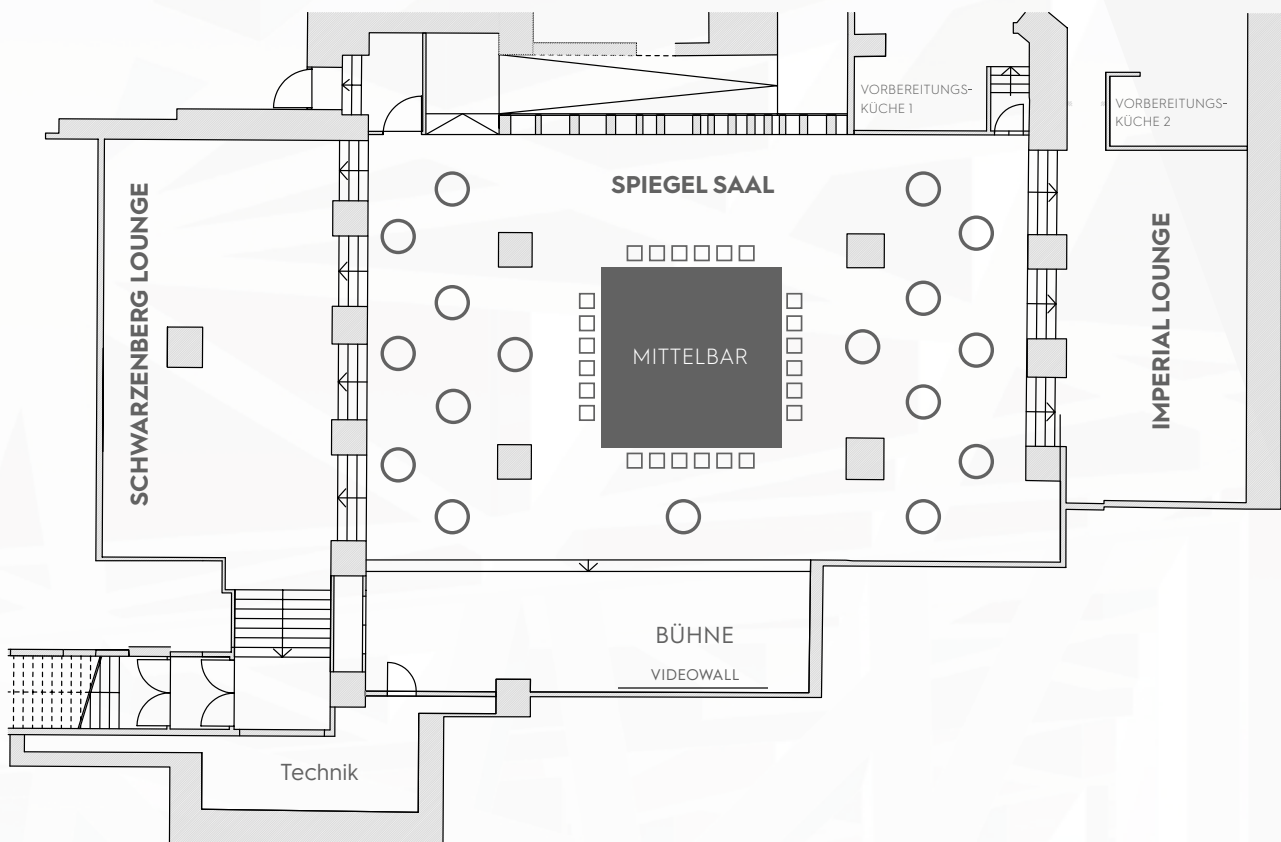 VORBEREITUNGS-
KÜCHE 1
VORBEREITUNGS-
KÜCHE 2
SPIEGEL SAAL
SCHWARZENBERG LOUNGE
MITTELBAR
IMPERIAL LOUNGE
BÜHNE
VIDEOWALL
Technik